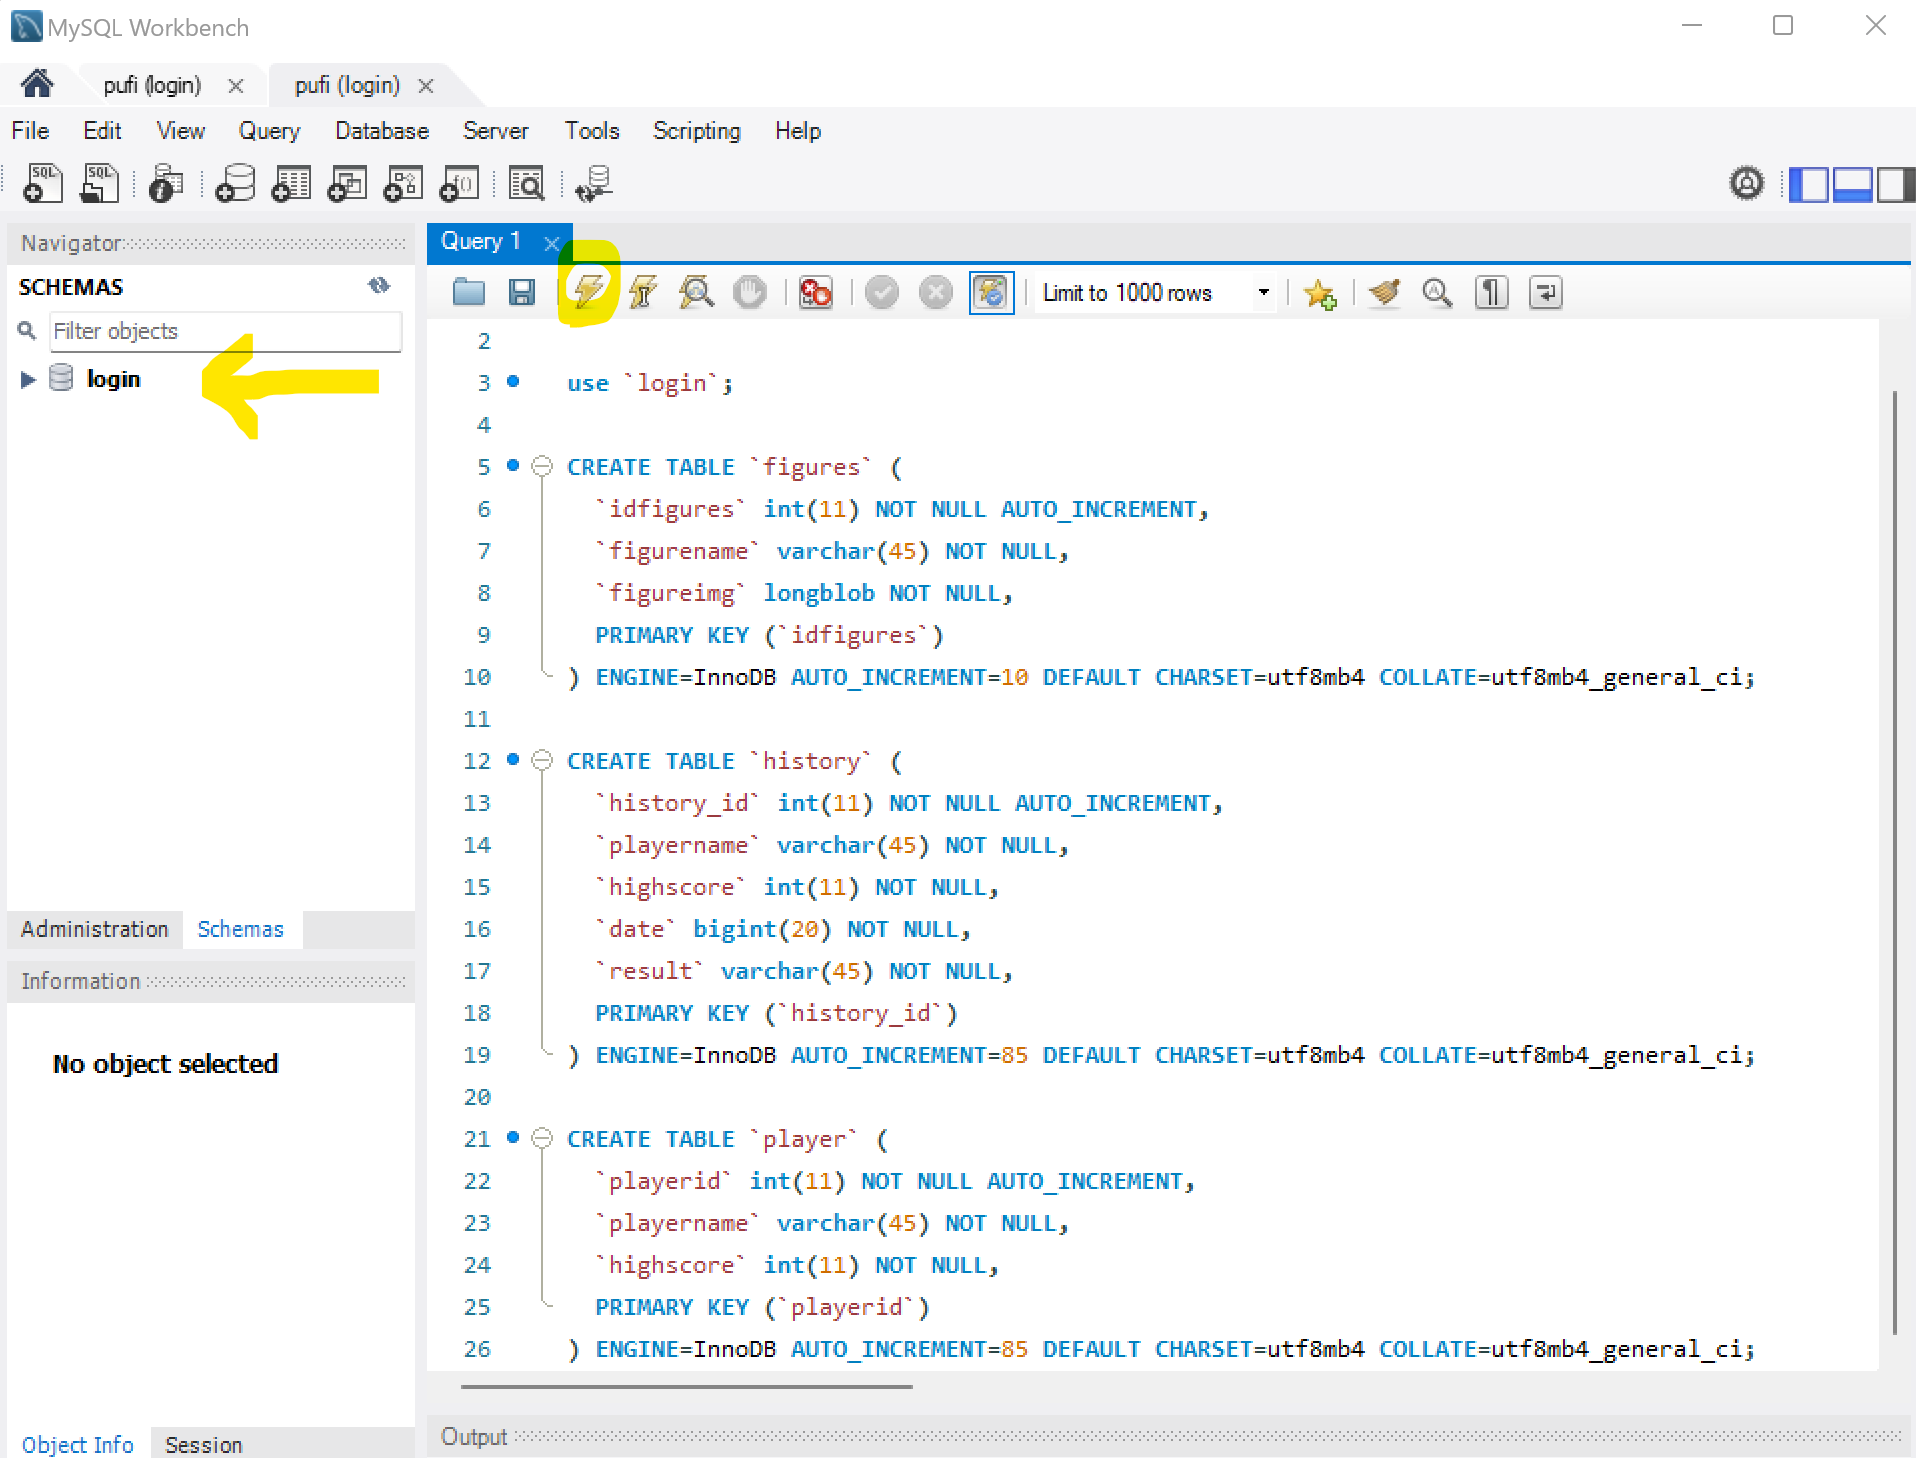 MySQL Workbench
pufi (login)
pufi (login)
File Edit View Query Database Server Tools Scripting Help
SQL SQL f()
Navigator
SCHEMAS
Filter objects
login
Administration Schemas
Information
No object selected
Object Info Session
Query 1
Limit to 1000 rows
2
3 use `login`;
4
5 CREATE TABLE `figures` (
6 `idfigures` int(11) NOT NULL AUTO_INCREMENT,
7 `figurename` varchar(45) NOT NULL,
8 `figureimg` longblob NOT NULL,
9 PRIMARY KEY (`idfigures`)
10 ) ENGINE=InnoDB AUTO_INCREMENT=10 DEFAULT CHARSET=utf8mb4 COLLATE=utf8mb4_general_ci;
11
12 CREATE TABLE `history` (
13 `history_id` int(11) NOT NULL AUTO_INCREMENT,
14 `playername` varchar(45) NOT NULL,
15 `highscore` int(11) NOT NULL,
16 `date` bigint(20) NOT NULL,
17 `result` varchar(45) NOT NULL,
18 PRIMARY KEY (`history_id`)
19 ) ENGINE=InnoDB AUTO_INCREMENT=85 DEFAULT CHARSET=utf8mb4 COLLATE=utf8mb4_general_ci;
20
21 CREATE TABLE `player` (
22 `playerid` int(11) NOT NULL AUTO_INCREMENT,
23 `playername` varchar(45) NOT NULL,
24 `highscore` int(11) NOT NULL,
25 PRIMARY KEY (`playerid`)
26 ) ENGINE=InnoDB AUTO_INCREMENT=85 DEFAULT CHARSET=utf8mb4 COLLATE=utf8mb4_general_ci;
Output